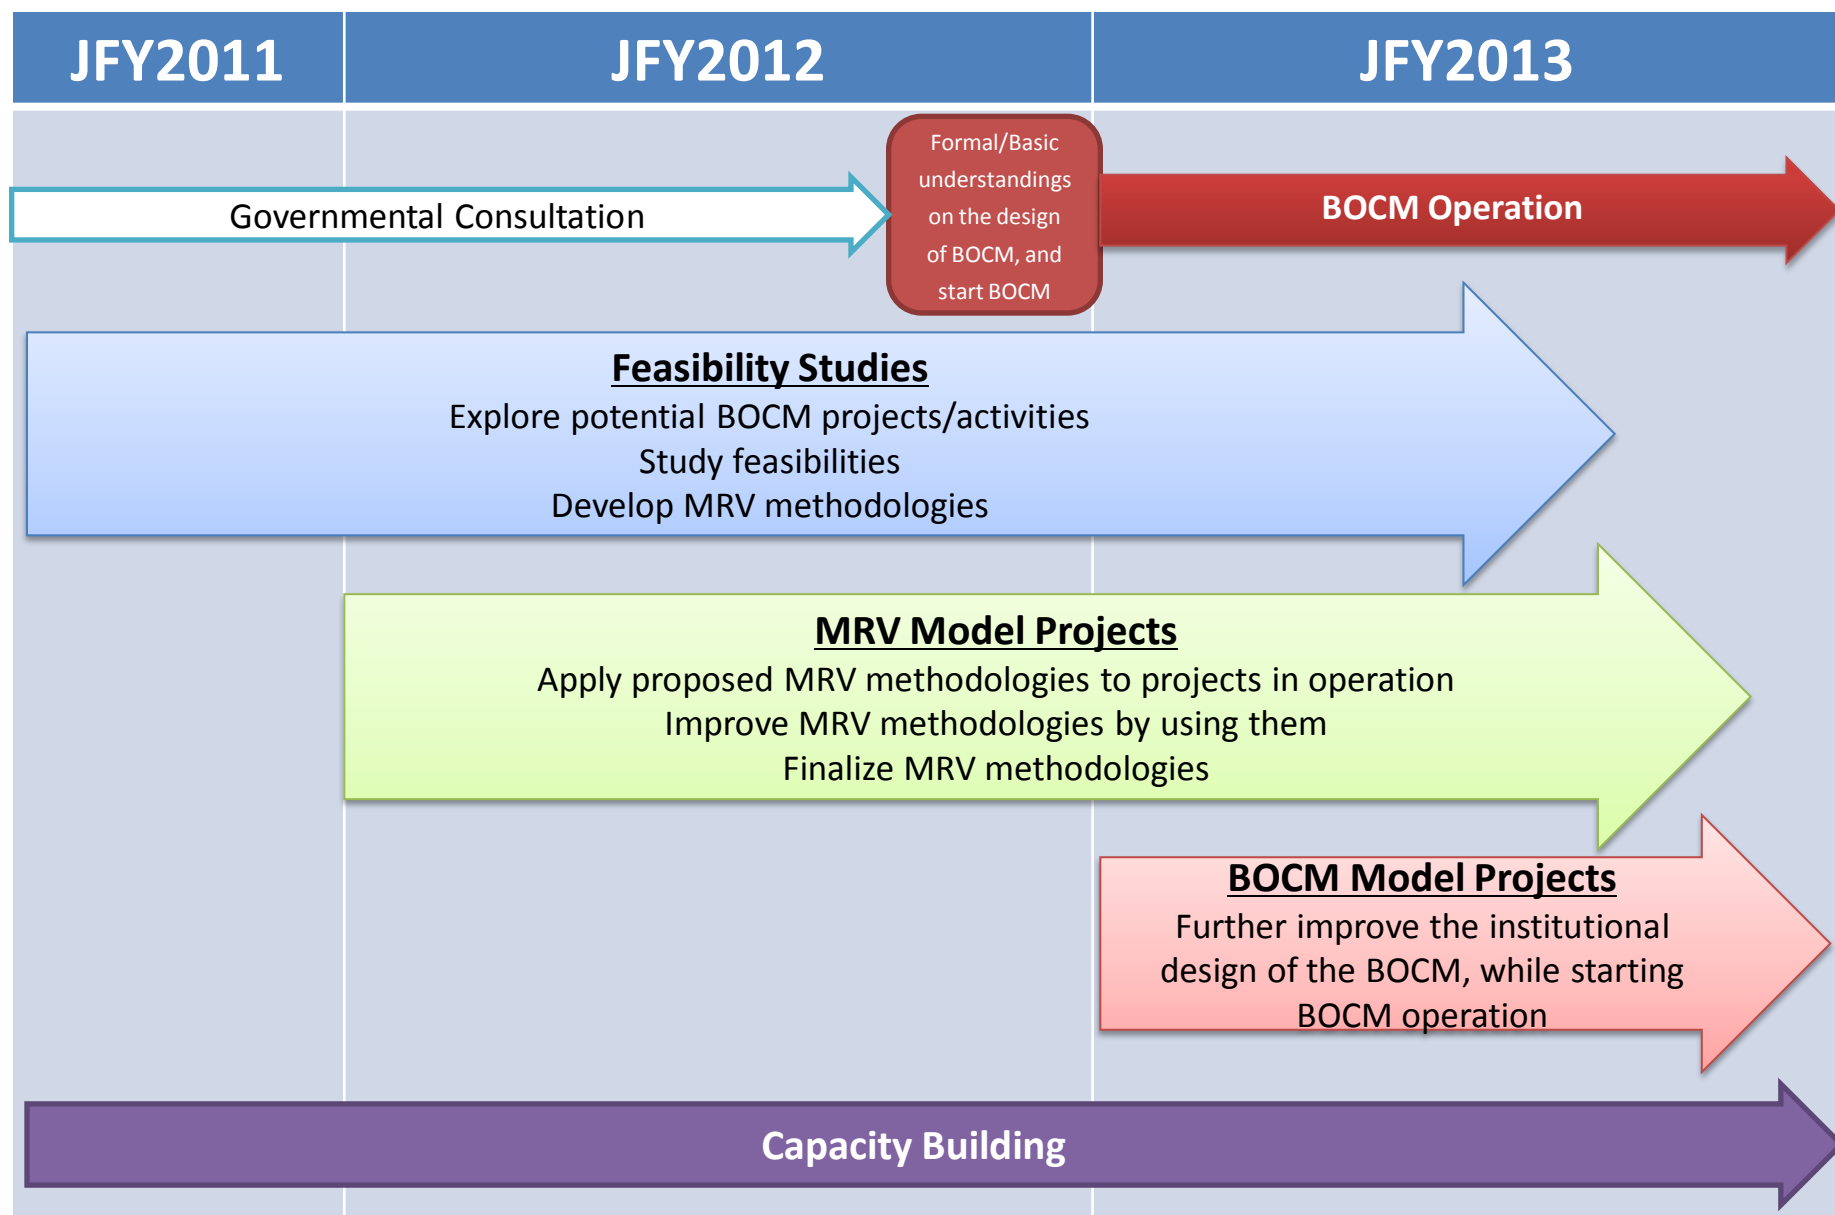 JFY2011
JFY2012
JFY2013
Governmental Consultation
Formal/Basic
understandings
on the design
of BOCM, and
start BOCM
BOCM Operation
Feasibility Studies
Explore potential BOCM projects/activities
Study feasibilities
Develop MRV methodologies
MRV Model Projects
Apply proposed MRV methodologies to projects in operation
Improve MRV methodologies by using them
Finalize MRV methodologies
BOCM Model Projects
Further improve the institutional
design of the BOCM, while starting
BOCM operation
Capacity Building